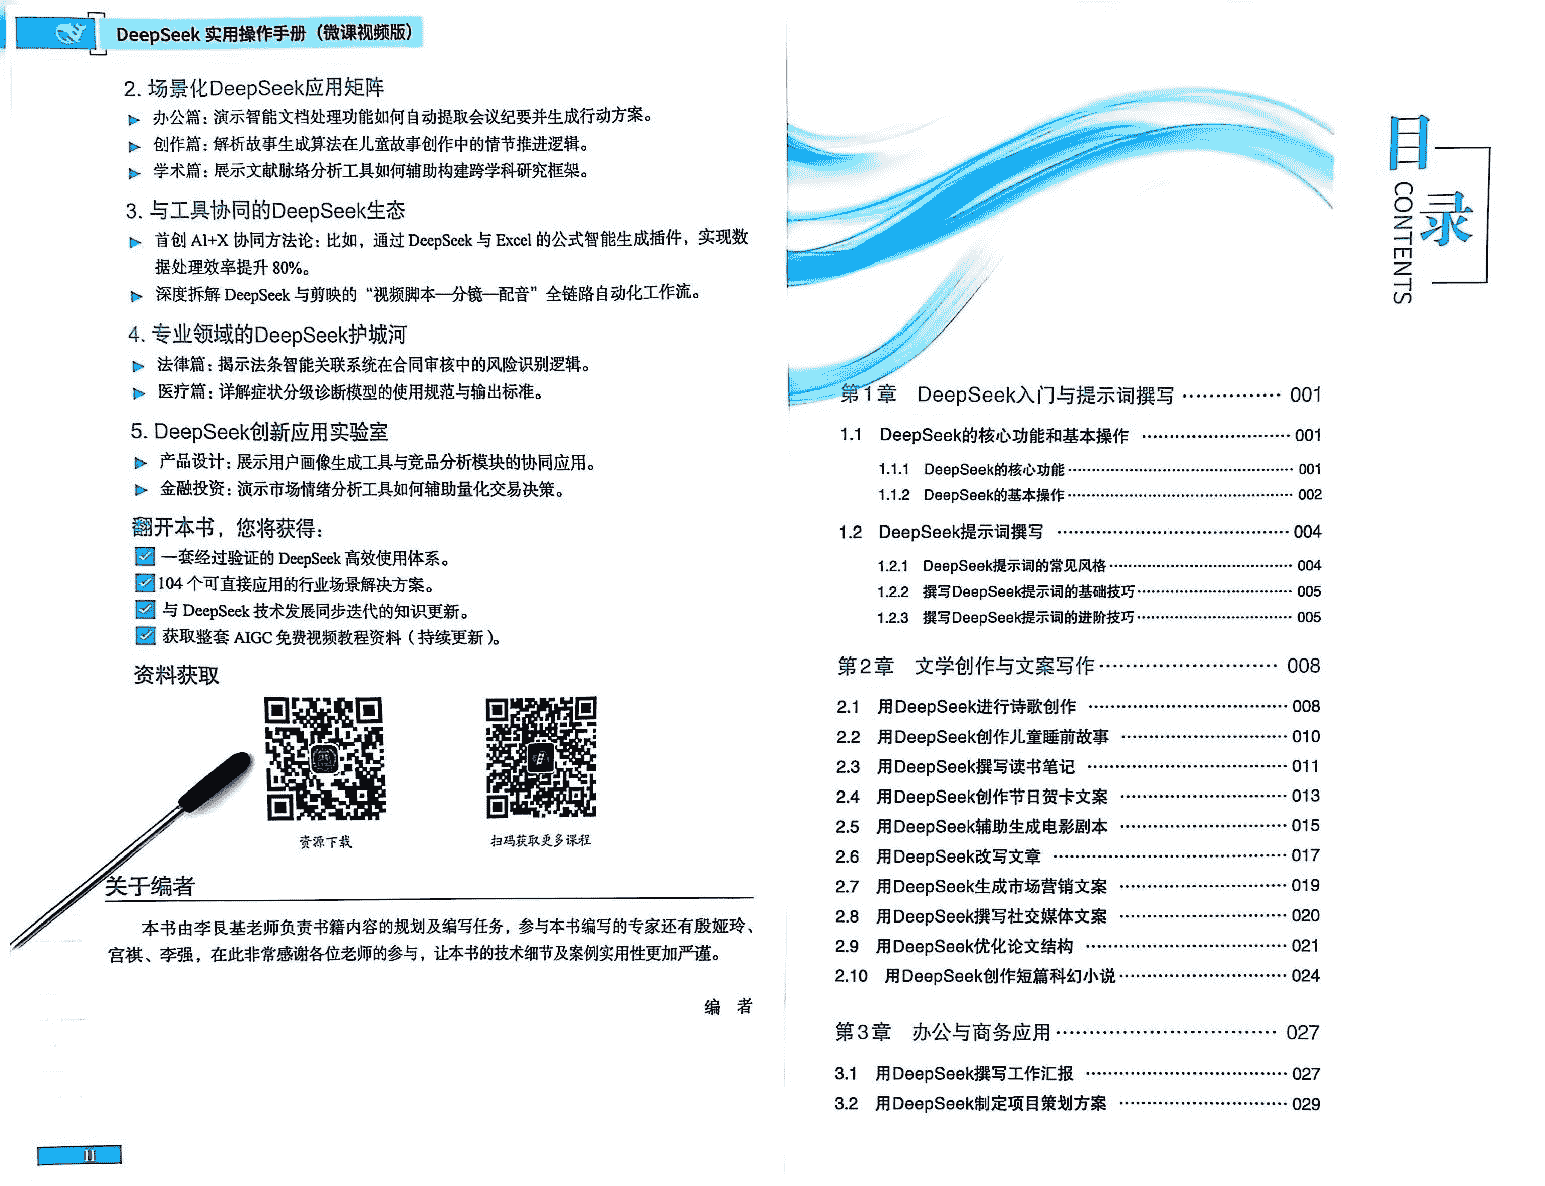 DeepSeek 实用操作手册（微课视频版）
2. 场景化DeepSeek应用矩阵
办公篇：演示智能文档处理功能如何自动提取会议纪要并生成行动方案。
创作篇：解析故事生成算法在儿童故事创作中的情节推进逻辑。
学术篇：展示文献脉络分析工具如何辅助构建跨学科研究框架。
3. 与工具协同的DeepSeek生态
首创 AI+X 协同方法论：比如，通过 DeepSeek 与 Excel 的公式智能生成插件，实现数
据处理效率提升 80%。
深度拆解 DeepSeek 与剪映的“视频脚本—分镜—配音”全链路自动化工作流。
4. 专业领域的DeepSeek护城河
法律篇：揭示法条智能关联系统在合同审核中的风险识别逻辑。
医疗篇：详解症状分级诊断模型的使用规范与输出标准。
5. DeepSeek创新应用实验室
产品设计：展示用户画像生成工具与竞品分析模块的协同应用。
金融投资：演示市场情绪分析工具如何辅助量化交易决策。
翻开本书，您将获得：
一套经过验证的 DeepSeek 高效使用体系。
104 个可直接应用的行业场景解决方案。
与 DeepSeek 技术发展同步迭代的知识更新。
获取整套 AIGC 免费视频教程资料（持续更新）。
资料获取
资源下载
扫码获取更多课程
关于编者
本书由李艮基老师负责书籍内容的规划及编写任务，参与本书编写的专家还有殷娅玲、
宫祺、李强，在此非常感谢各位老师的参与，让本书的技术细节及案例实用性更加严谨。
编 者
II
目录
CONTENTS
第1章 DeepSeek入门与提示词撰写 …………… 001
1.1 DeepSeek的核心功能和基本操作 …………… 001
1.1.1 DeepSeek的核心功能 …………… 001
1.1.2 DeepSeek的基本操作 …………… 002
1.2 DeepSeek提示词撰写 …………… 004
1.2.1 DeepSeek提示词的常见风格 …………… 004
1.2.2 撰写DeepSeek提示词的基础技巧 …………… 005
1.2.3 撰写DeepSeek提示词的进阶技巧 …………… 005
第2章 文学创作与文案写作 …………… 008
2.1 用DeepSeek进行诗歌创作 …………… 008
2.2 用DeepSeek创作儿童睡前故事 …………… 010
2.3 用DeepSeek撰写读书笔记 …………… 011
2.4 用DeepSeek创作节日贺卡文案 …………… 013
2.5 用DeepSeek辅助生成电影剧本 …………… 015
2.6 用DeepSeek改写文章 …………… 017
2.7 用DeepSeek生成市场营销文案 …………… 019
2.8 用DeepSeek撰写社交媒体文案 …………… 020
2.9 用DeepSeek优化论文结构 …………… 021
2.10 用DeepSeek创作短篇科幻小说 …………… 024
第3章 办公与商务应用 …………… 027
3.1 用DeepSeek撰写工作汇报 …………… 027
3.2 用DeepSeek制定项目策划方案 …………… 029